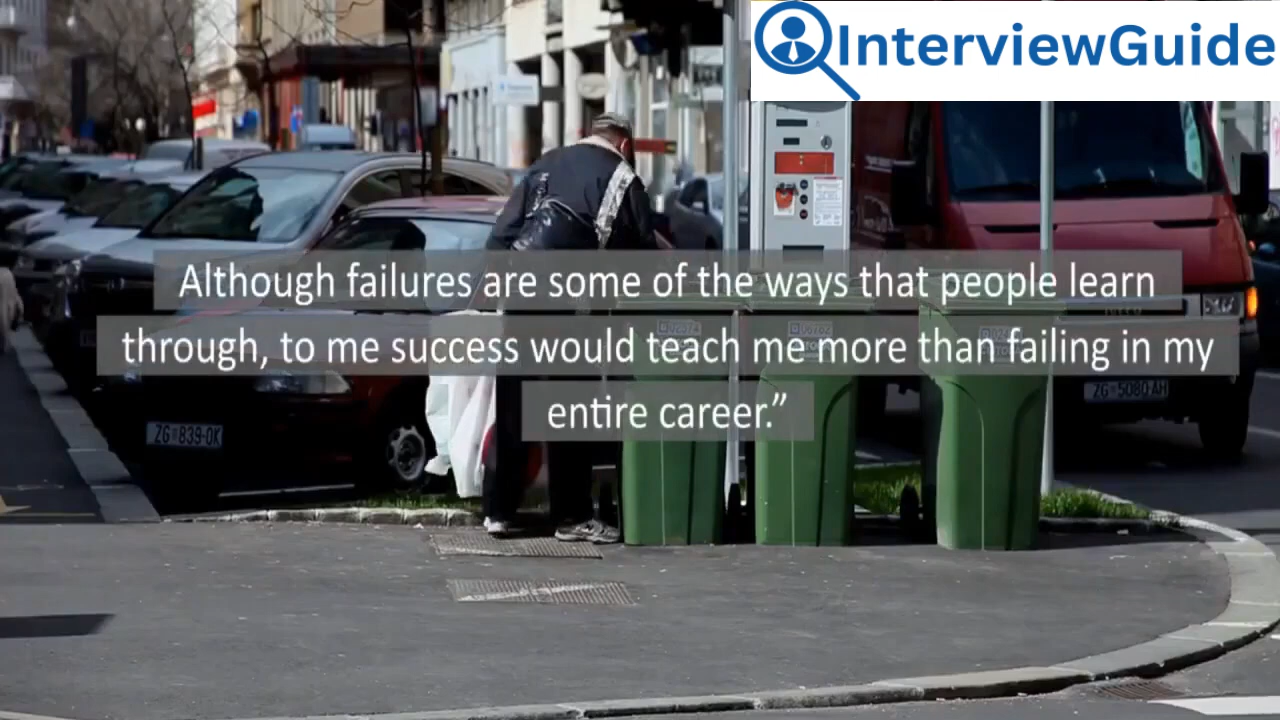 InterviewGuide
Although failures are some of the ways that people learn
through, to me success would teach me more than failing in my
entire career.”
ZG 839-OK
ZG 5080 AH